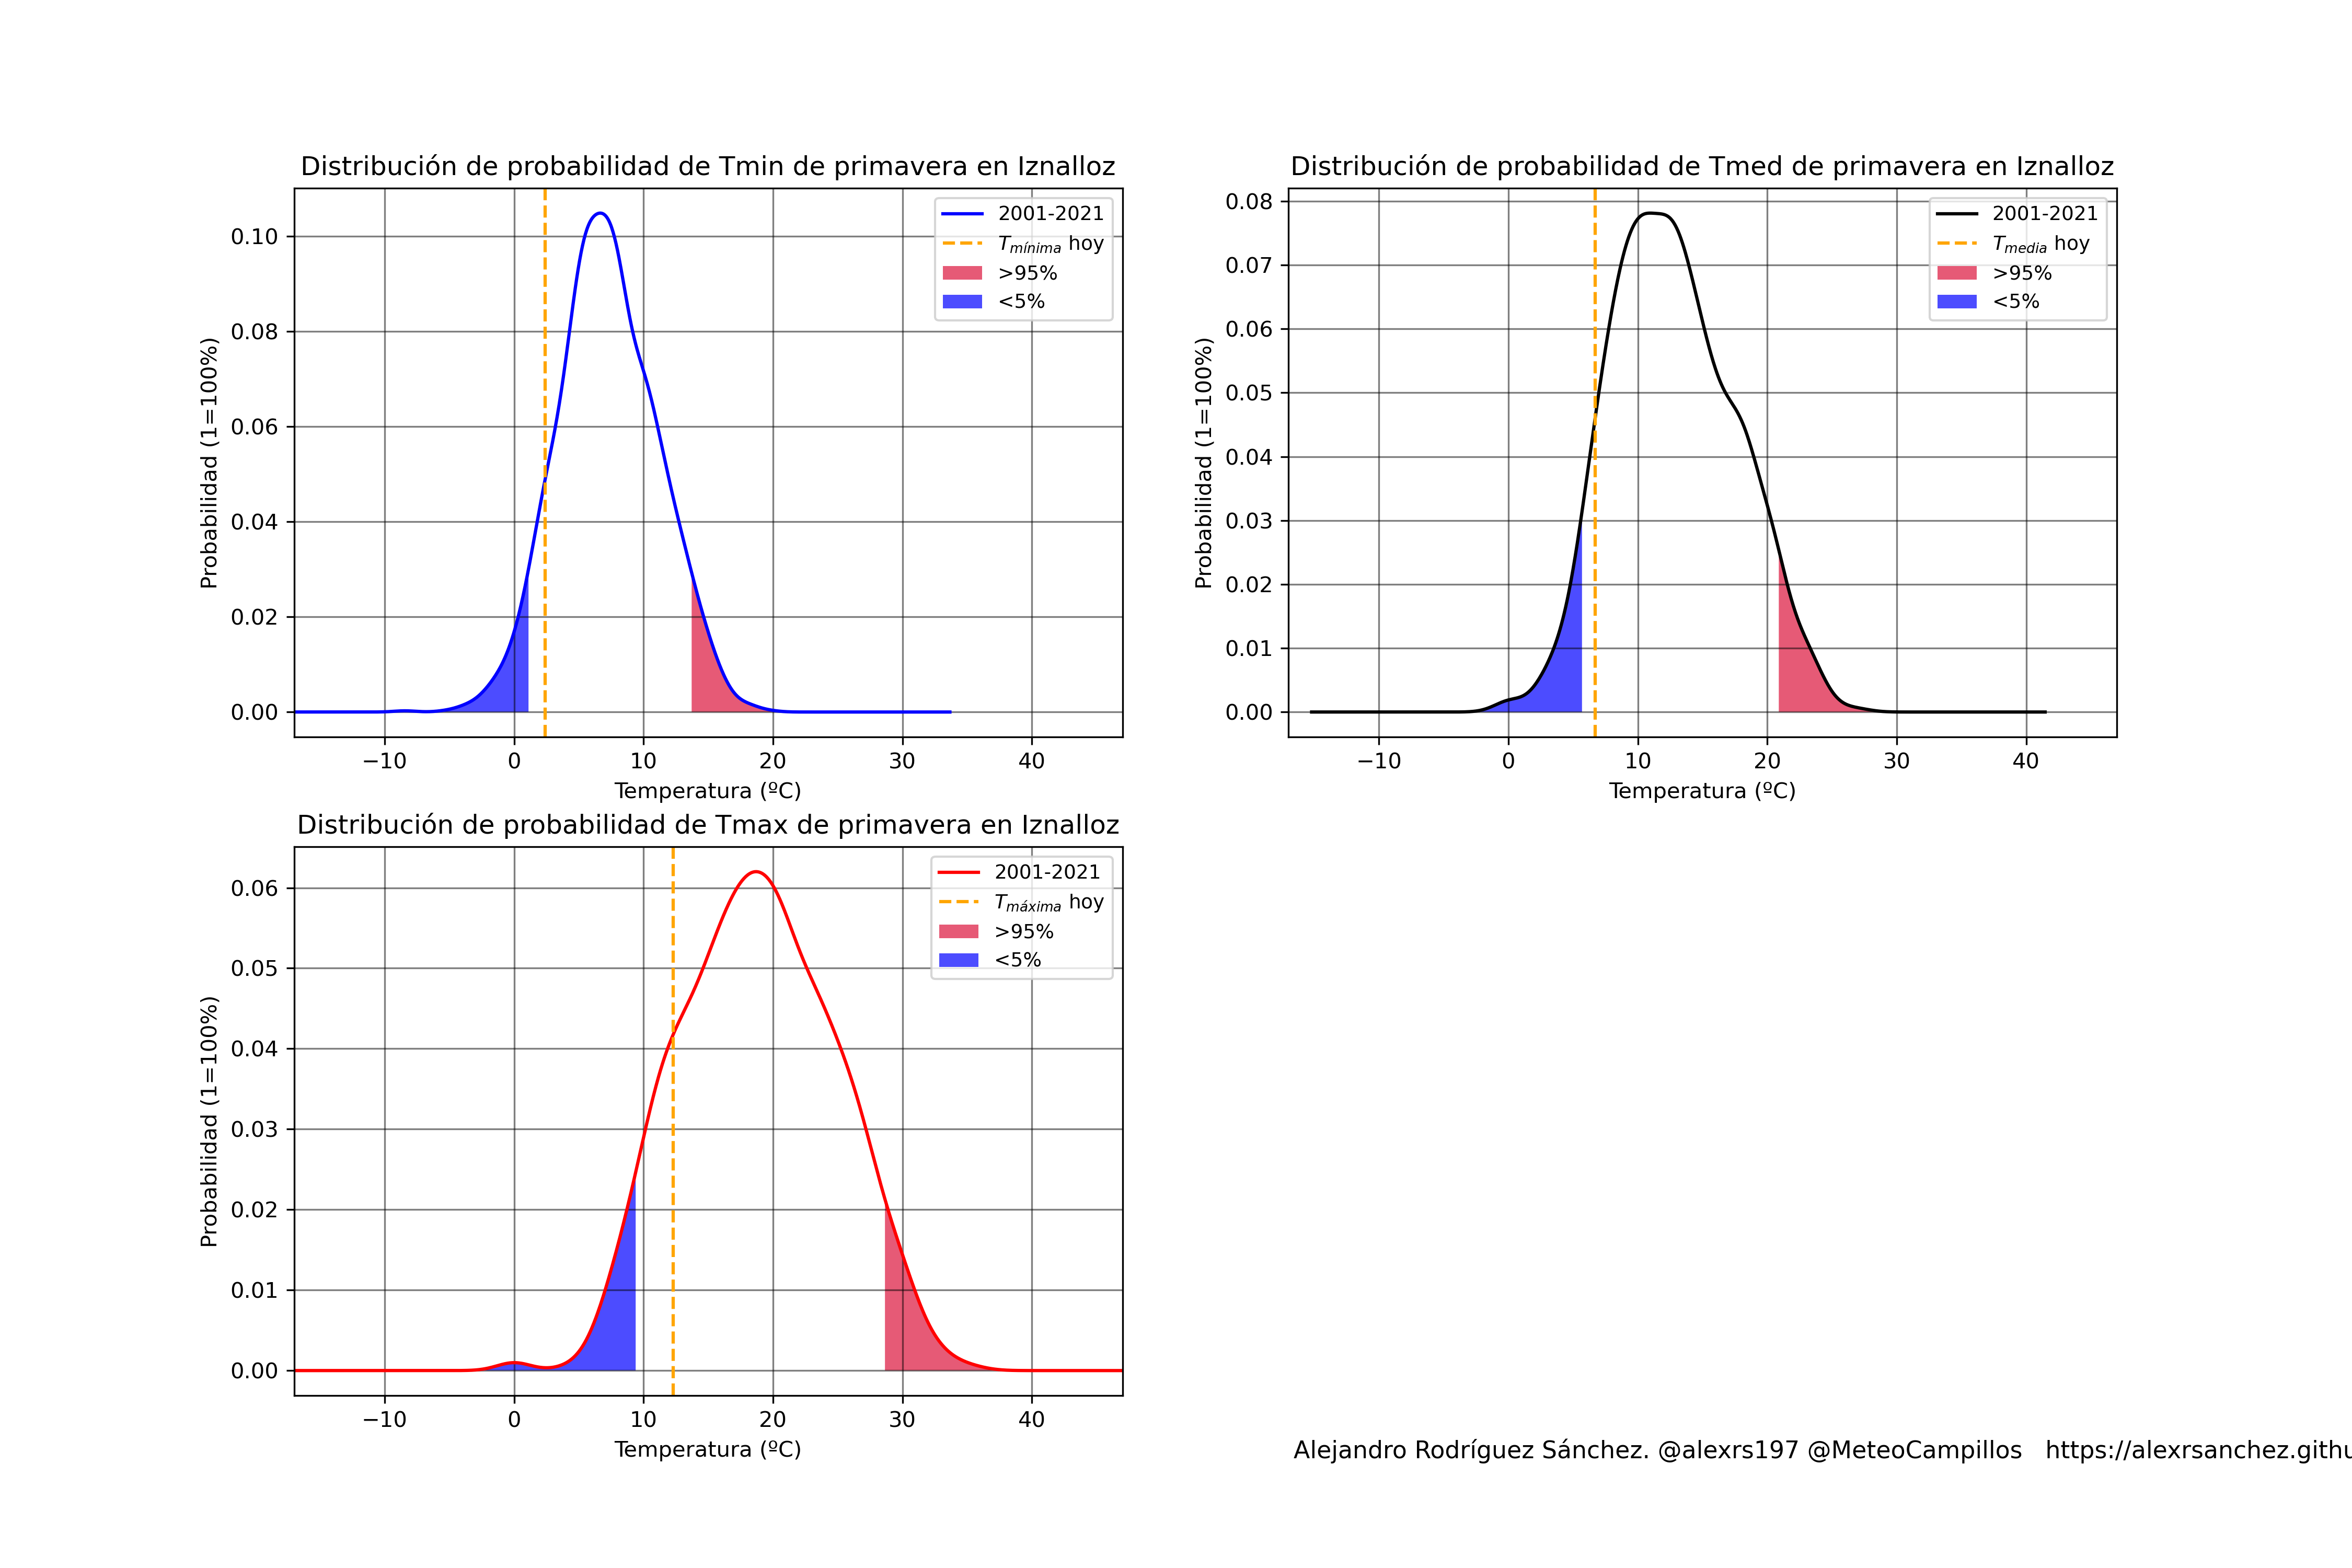 Distribución de probabilidad de Tmin de primavera en Iznalloz
2001-2021
Tmínima hoy
>95%
<5%
0.10
0.08
0.06
0.04
0.02
0.00
Probabilidad (1=100%)
−10 0 10 20 30 40
Temperatura (ºC)
Distribución de probabilidad de Tmed de primavera en Iznalloz
2001-2021
Tmedia hoy
>95%
<5%
0.08
0.07
0.06
0.05
0.04
0.03
0.02
0.01
0.00
Probabilidad (1=100%)
−10 0 10 20 30 40
Temperatura (ºC)
Distribución de probabilidad de Tmax de primavera en Iznalloz
2001-2021
Tmáxima hoy
>95%
<5%
0.06
0.05
0.04
0.03
0.02
0.01
0.00
Probabilidad (1=100%)
−10 0 10 20 30 40
Temperatura (ºC)
Alejandro Rodríguez Sánchez. @alexrs197 @MeteoCampillos https://alexrsanchez.githu